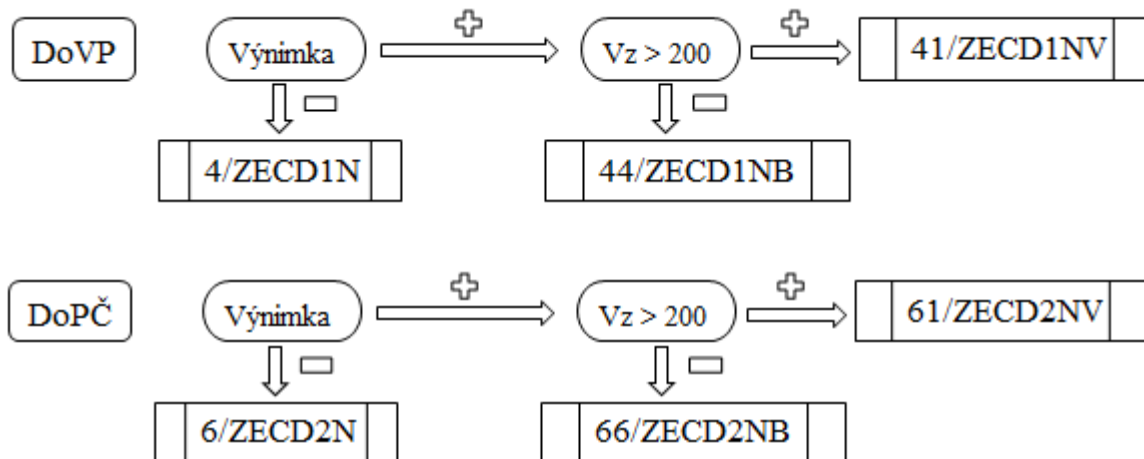 DoVP
Výnimka
Vz > 200
41/ZECD1NV
4/ZECD1N
44/ZECD1NB
DoPČ
Výnimka
Vz > 200
61/ZECD2NV
6/ZECD2N
66/ZECD2NB